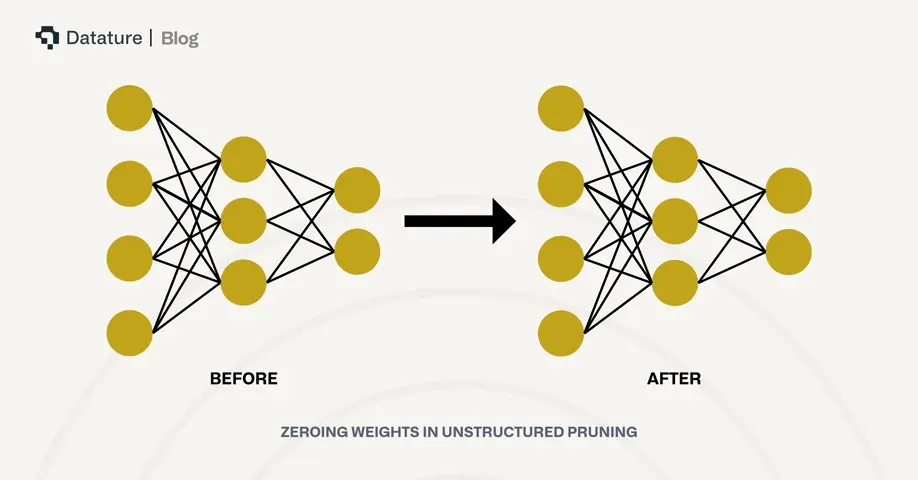 Datature | Blog
BEFORE
AFTER
ZEROING WEIGHTS IN UNSTRUCTURED PRUNING